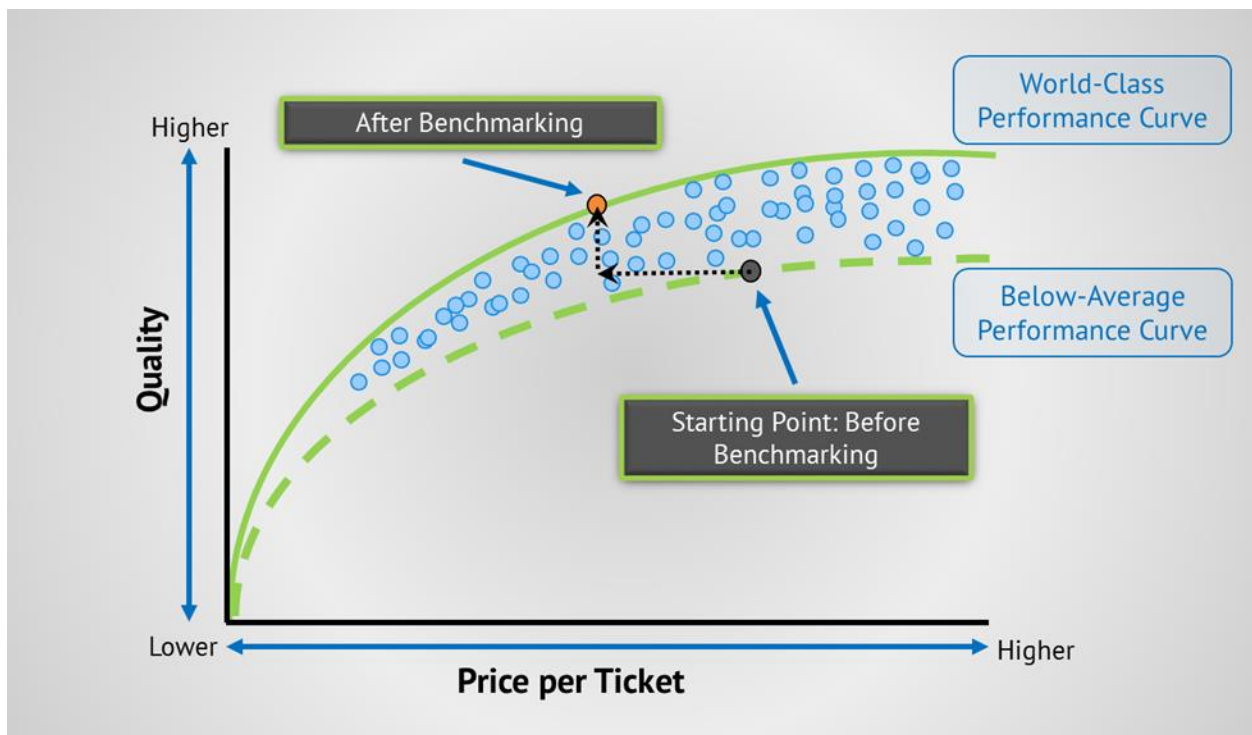 World-Class
Performance Curve
After Benchmarking
Higher
Quality
Below-Average
Performance Curve
Starting Point: Before
Benchmarking
Lower
Higher
Price per Ticket